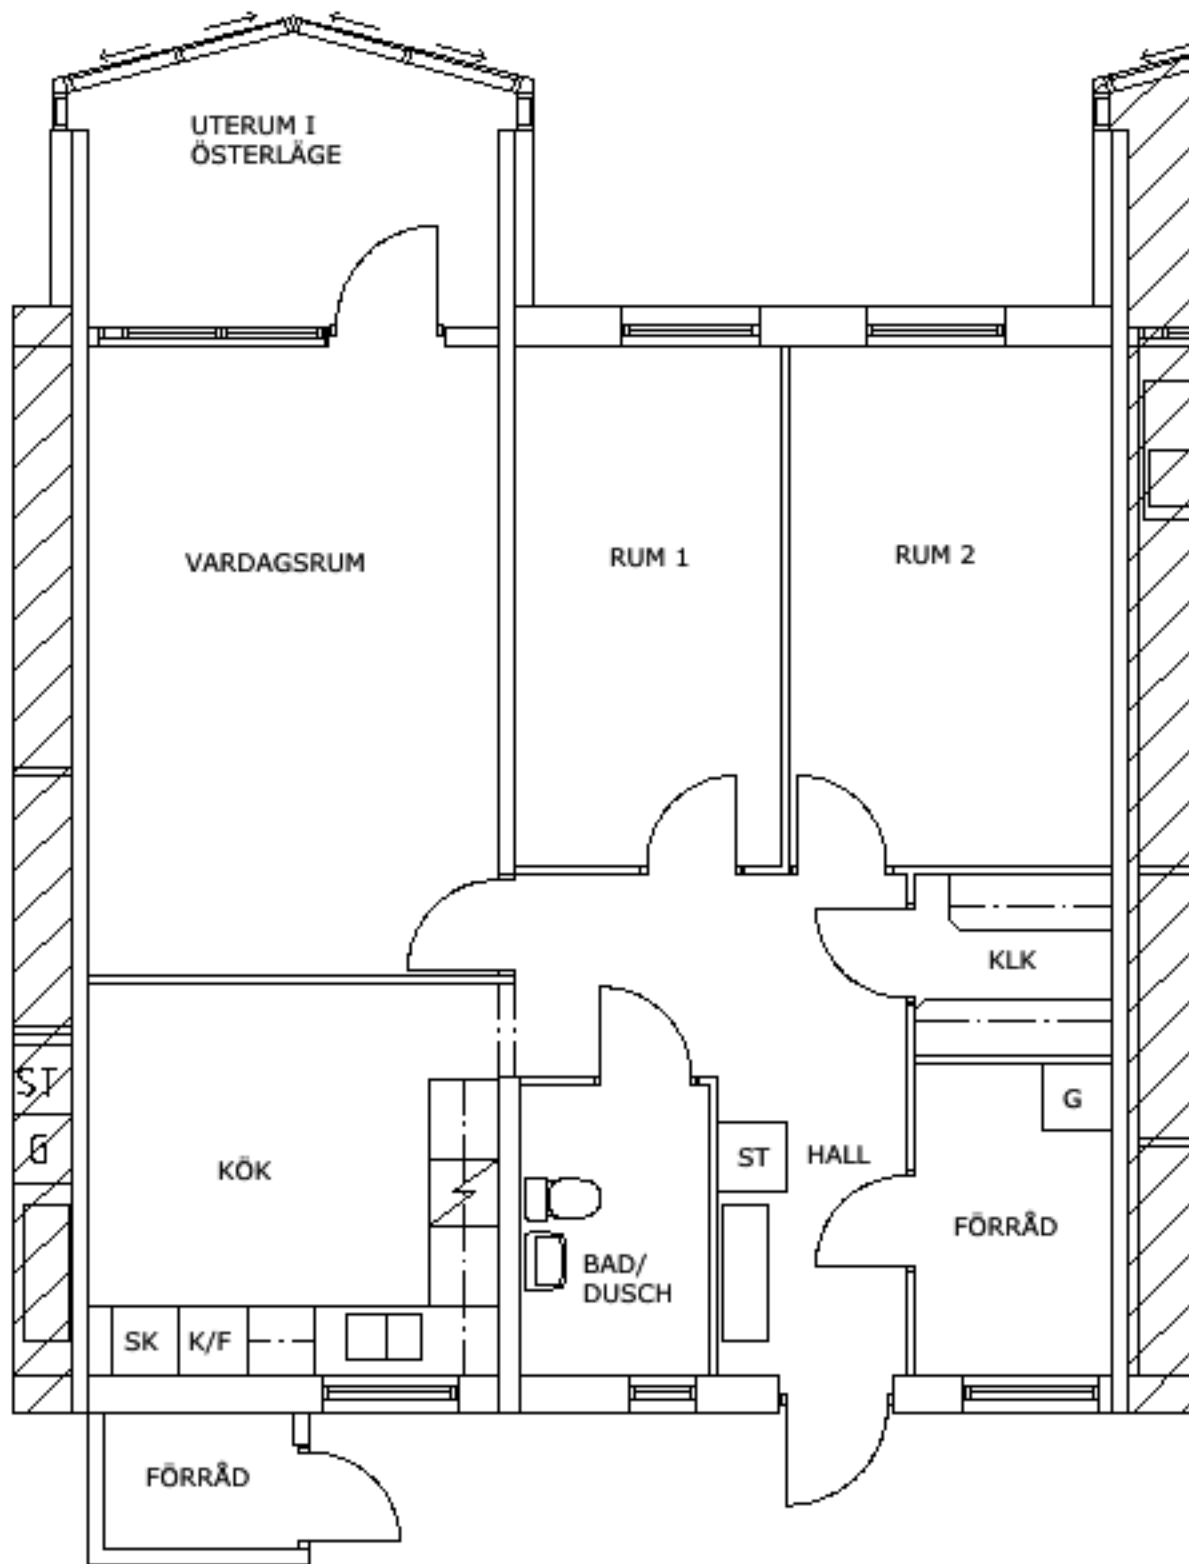 UTERUM I
ÖSTERLÄGE
VARDAGSRUM
RUM 1
RUM 2
KLK
ST
G
G
KÖK
ST
HALL
FÖRRÅD
BAD/
DUSCH
SK
K/F
FÖRRÅD